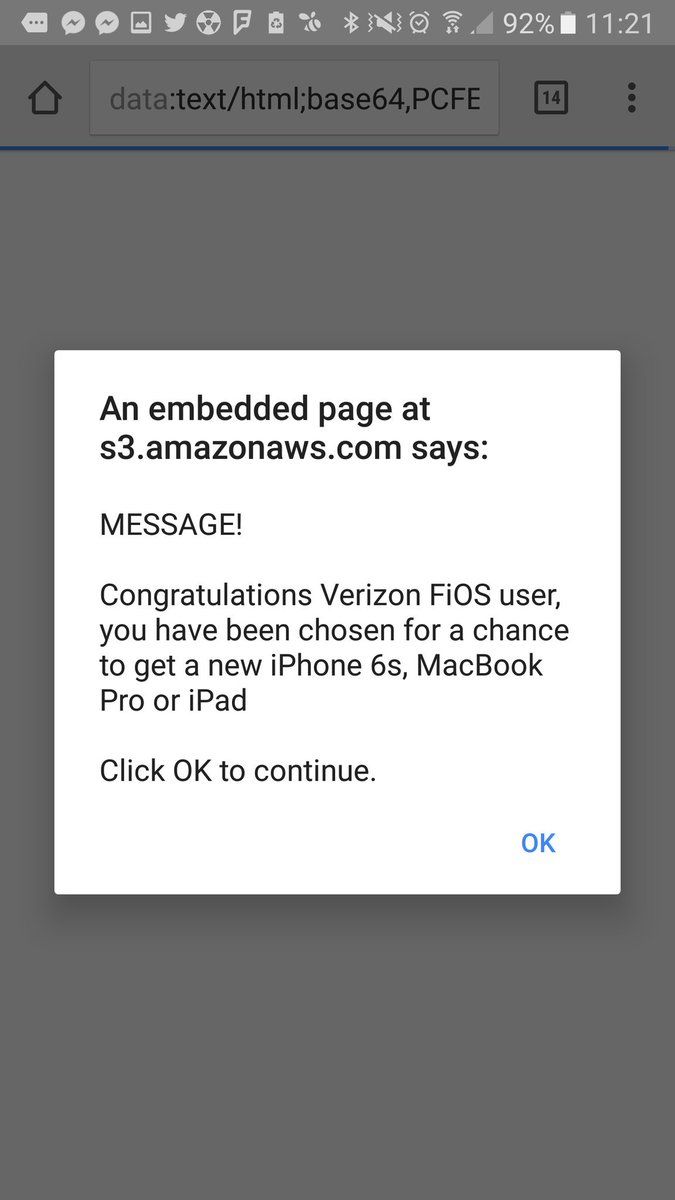 92% 11:21
data:text/html;base64,PCFE
14
An embedded page at
s3.amazonaws.com says:
MESSAGE!
Congratulations Verizon FiOS user,
you have been chosen for a chance
to get a new iPhone 6s, MacBook
Pro or iPad
Click OK to continue.
OK